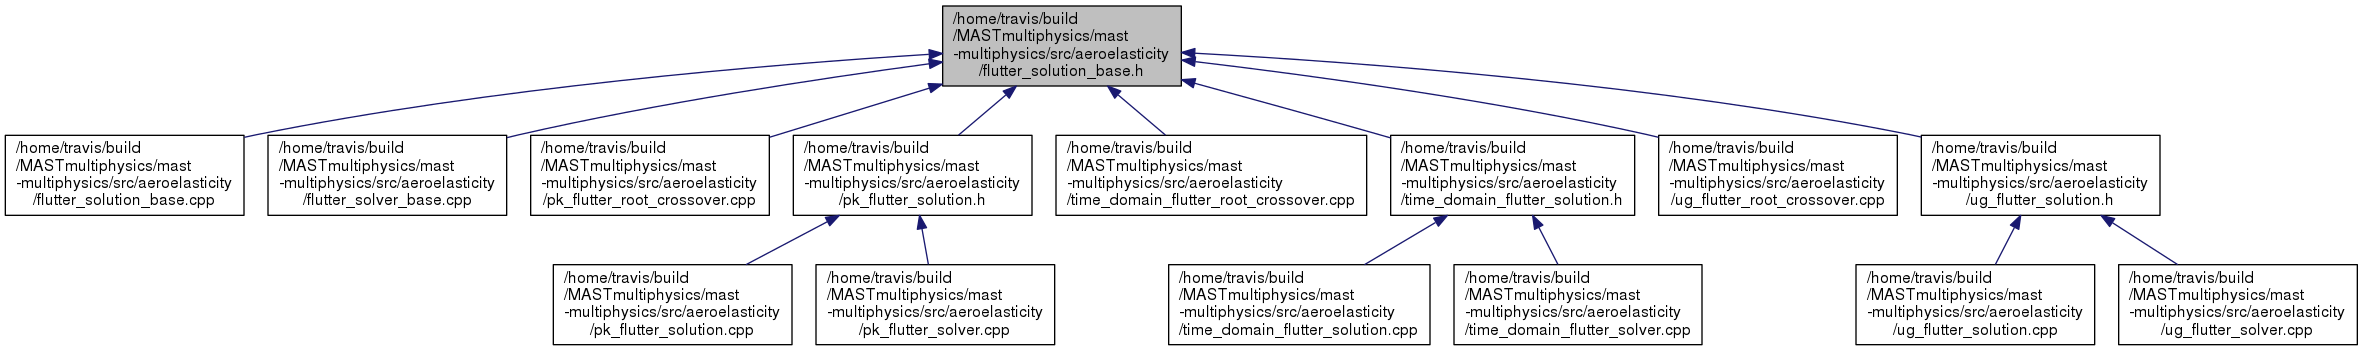 /home/travis/build
/MASTmultiphysics/mast
-multiphysics/src/aeroelasticity
/flutter_solution_base.h
/home/travis/build
/MASTmultiphysics/mast
-multiphysics/src/aeroelasticity
/flutter_solution_base.cpp
/home/travis/build
/MASTmultiphysics/mast
-multiphysics/src/aeroelasticity
/flutter_solver_base.cpp
/home/travis/build
/MASTmultiphysics/mast
-multiphysics/src/aeroelasticity
/pk_flutter_root_crossover.cpp
/home/travis/build
/MASTmultiphysics/mast
-multiphysics/src/aeroelasticity
/pk_flutter_solution.h
/home/travis/build
/MASTmultiphysics/mast
-multiphysics/src/aeroelasticity
/time_domain_flutter_root_crossover.cpp
/home/travis/build
/MASTmultiphysics/mast
-multiphysics/src/aeroelasticity
/time_domain_flutter_solution.h
/home/travis/build
/MASTmultiphysics/mast
-multiphysics/src/aeroelasticity
/ug_flutter_root_crossover.cpp
/home/travis/build
/MASTmultiphysics/mast
-multiphysics/src/aeroelasticity
/ug_flutter_solution.h
/home/travis/build
/MASTmultiphysics/mast
-multiphysics/src/aeroelasticity
/pk_flutter_solution.cpp
/home/travis/build
/MASTmultiphysics/mast
-multiphysics/src/aeroelasticity
/pk_flutter_solver.cpp
/home/travis/build
/MASTmultiphysics/mast
-multiphysics/src/aeroelasticity
/time_domain_flutter_solution.cpp
/home/travis/build
/MASTmultiphysics/mast
-multiphysics/src/aeroelasticity
/time_domain_flutter_solver.cpp
/home/travis/build
/MASTmultiphysics/mast
-multiphysics/src/aeroelasticity
/ug_flutter_solution.cpp
/home/travis/build
/MASTmultiphysics/mast
-multiphysics/src/aeroelasticity
/ug_flutter_solver.cpp